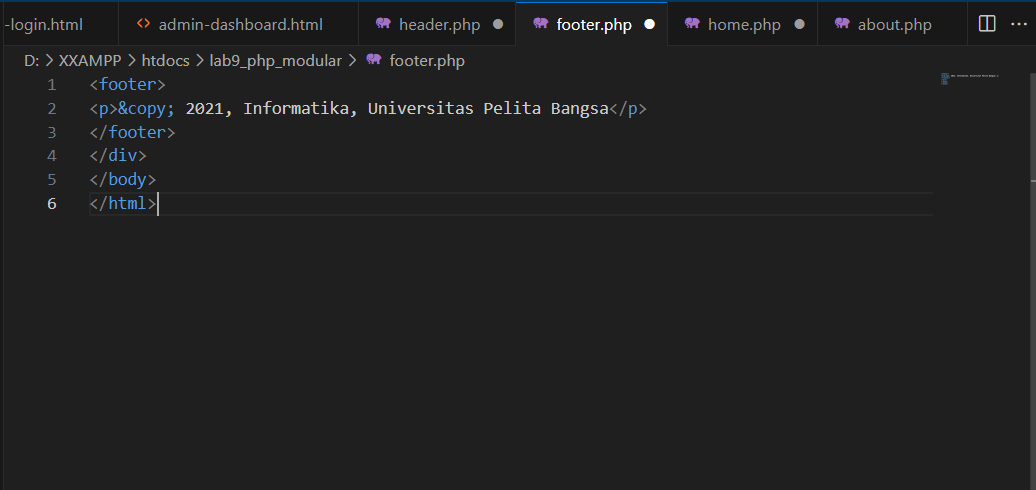 -login.html admin-dashboard.html header.php footer.php home.php about.php
D: > XXAMPP > htdocs > lab9_php_modular > footer.php
1 <footer>
2 <p>&copy; 2021, Informatika, Universitas Pelita Bangsa</p>
3 </footer>
4 </div>
5 </body>
6 </html>